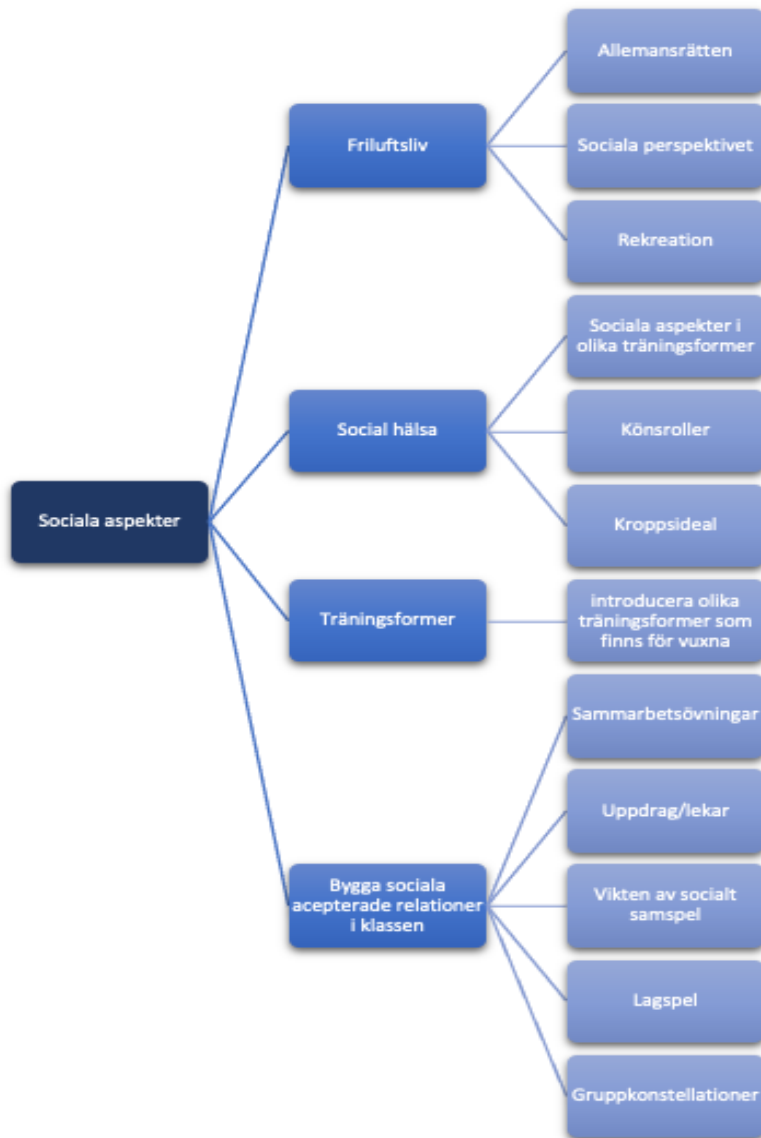 Sociala aspekter
Friluftsliv
Allemansrätten
Sociala perspektivet
Rekreation
Social hälsa
Sociala aspekter i
olika träningsformer
Könsroller
Kroppsideal
Träningsformer
introducera olika
träningsformer som
finns för vuxna
Bygga sociala
acepterade relationer
i klassen
Sammarbetsövningar
Uppdrag/lekar
Vikten av socialt
samspel
Lagspel
Gruppkonstellationer